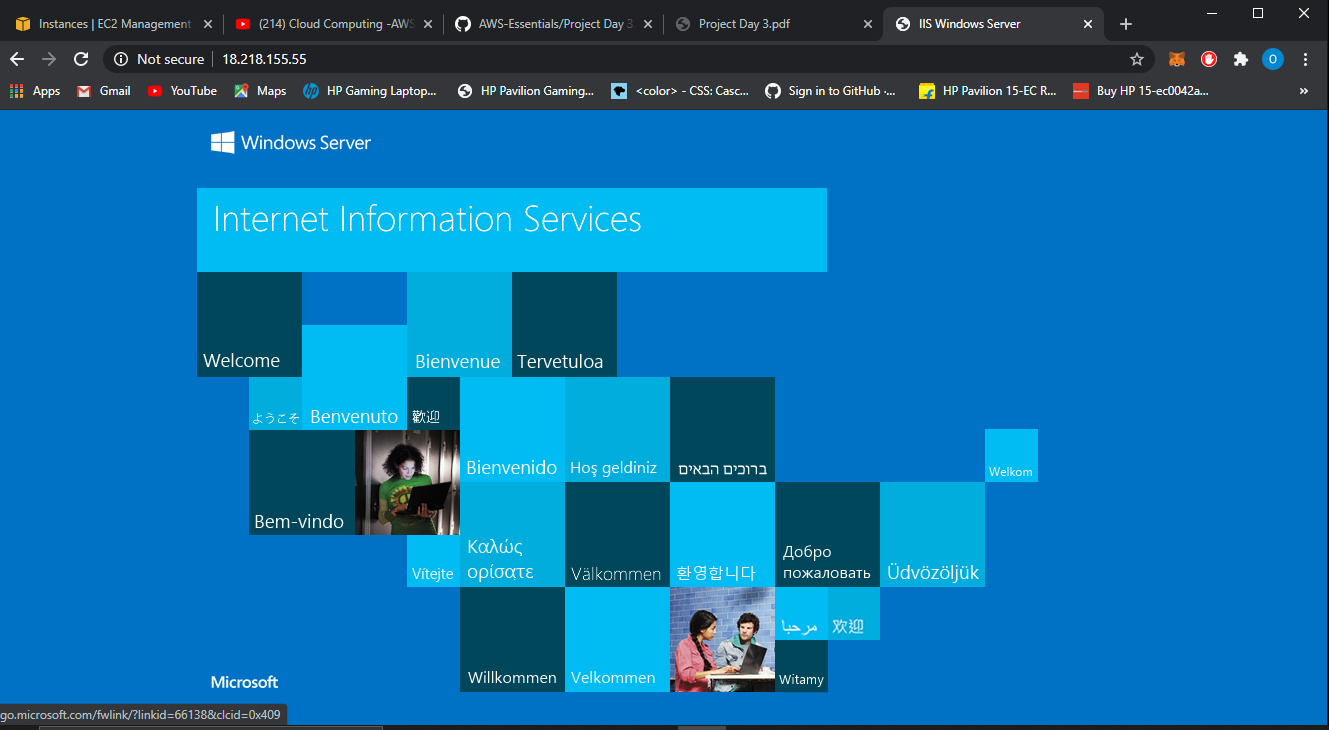 Instances | EC2 Management
(214) Cloud Computing -AWS
AWS-Essentials/Project Day 3
Project Day 3.pdf
IIS Windows Server
Not secure
18.218.155.55
O
Apps
Gmail
YouTube
Maps
HP Gaming Laptop...
HP Pavilion Gaming...
<color> - CSS: Casc...
Sign in to GitHub ·...
HP Pavilion 15-EC R...
Buy HP 15-ec0042a...
»
Windows Server
Internet Information Services
Welcome
Bienvenue
Tervetuloa
ようこそ
Benvenuto
歡迎
Bienvenido
Hoş geldiniz
ברוכים הבאים
Welkom
Bem-vindo
Vítejte
Καλώς
ορίσατε
Välkommen
환영합니다
Добро
пожаловать
Üdvözöljük
Willkommen
Velkommen
مرحبا
欢迎
Witamy
Microsoft
go.microsoft.com/fwlink/?linkid=66138&clcid=0x409